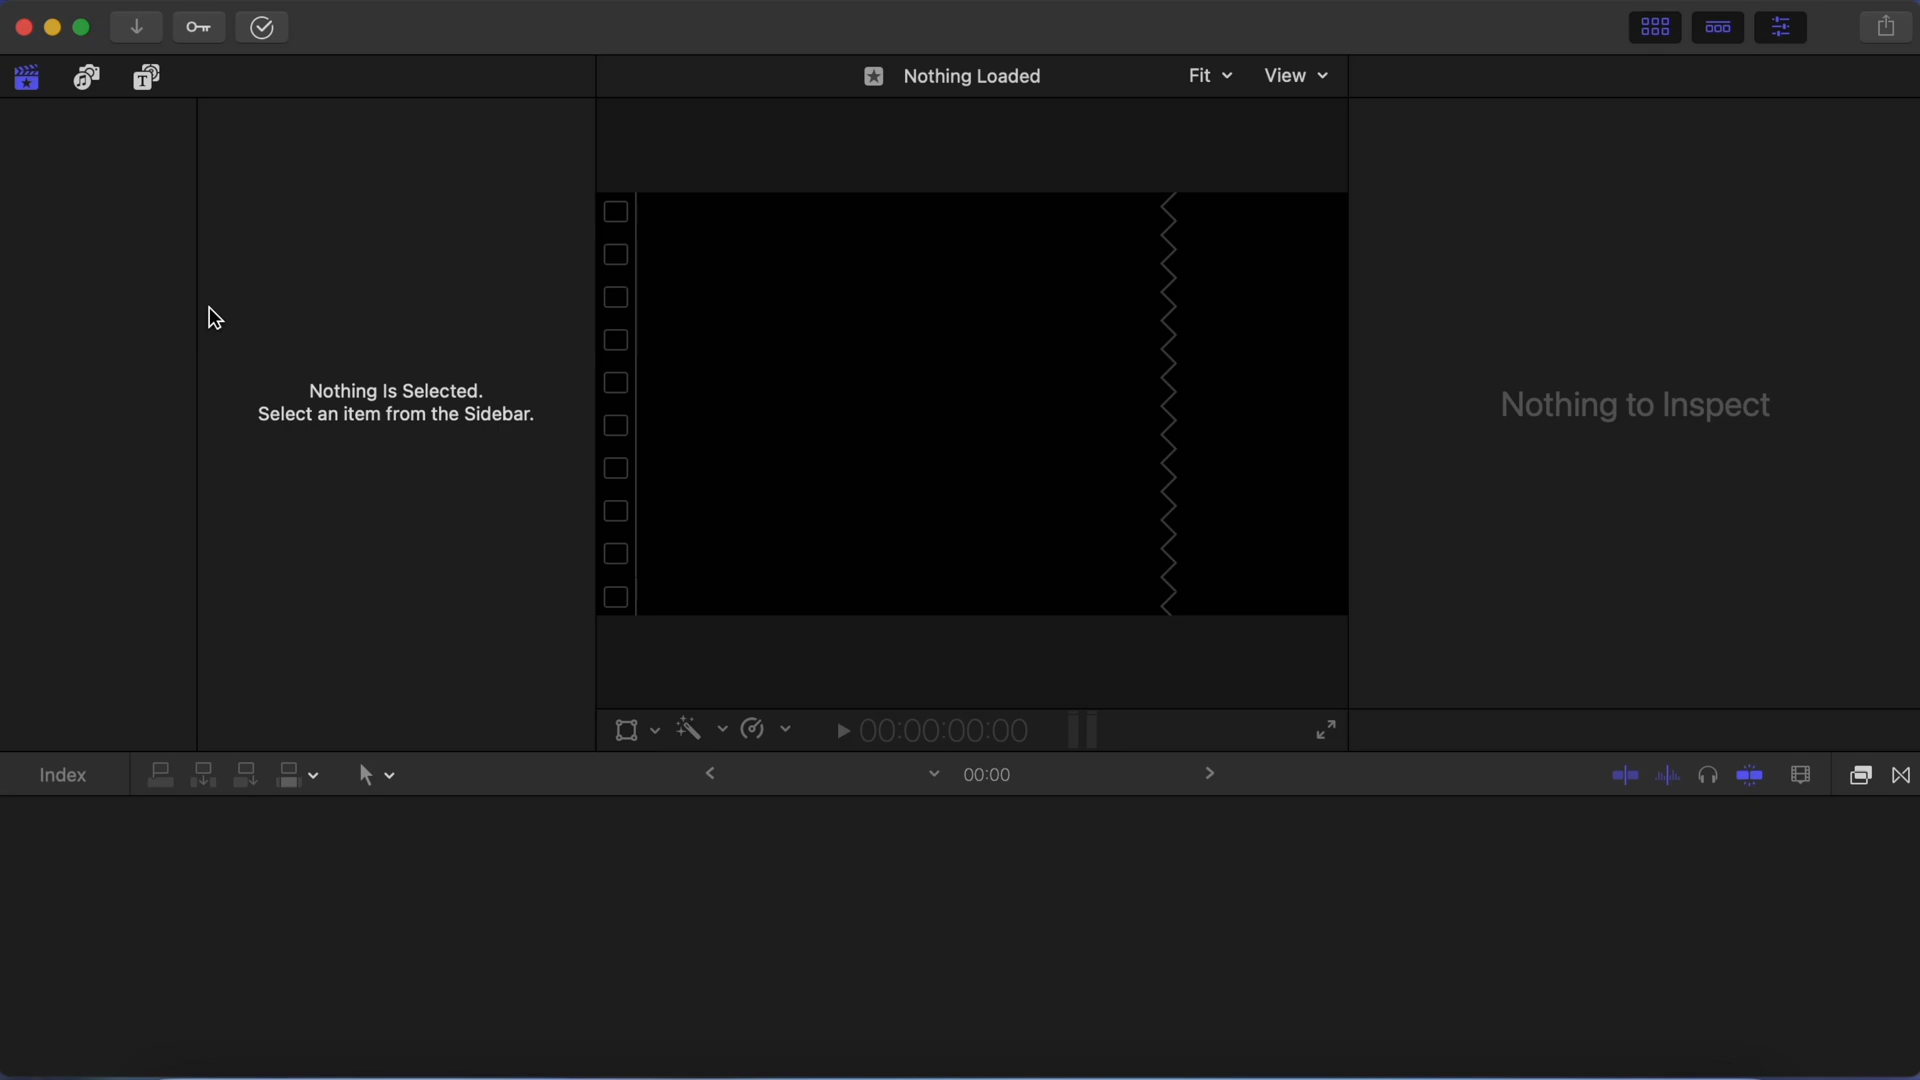 Nothing Loaded
Fit
View
Nothing Is Selected.
Select an item from the Sidebar.
Nothing to Inspect
00:00:00:00
Index
00:00